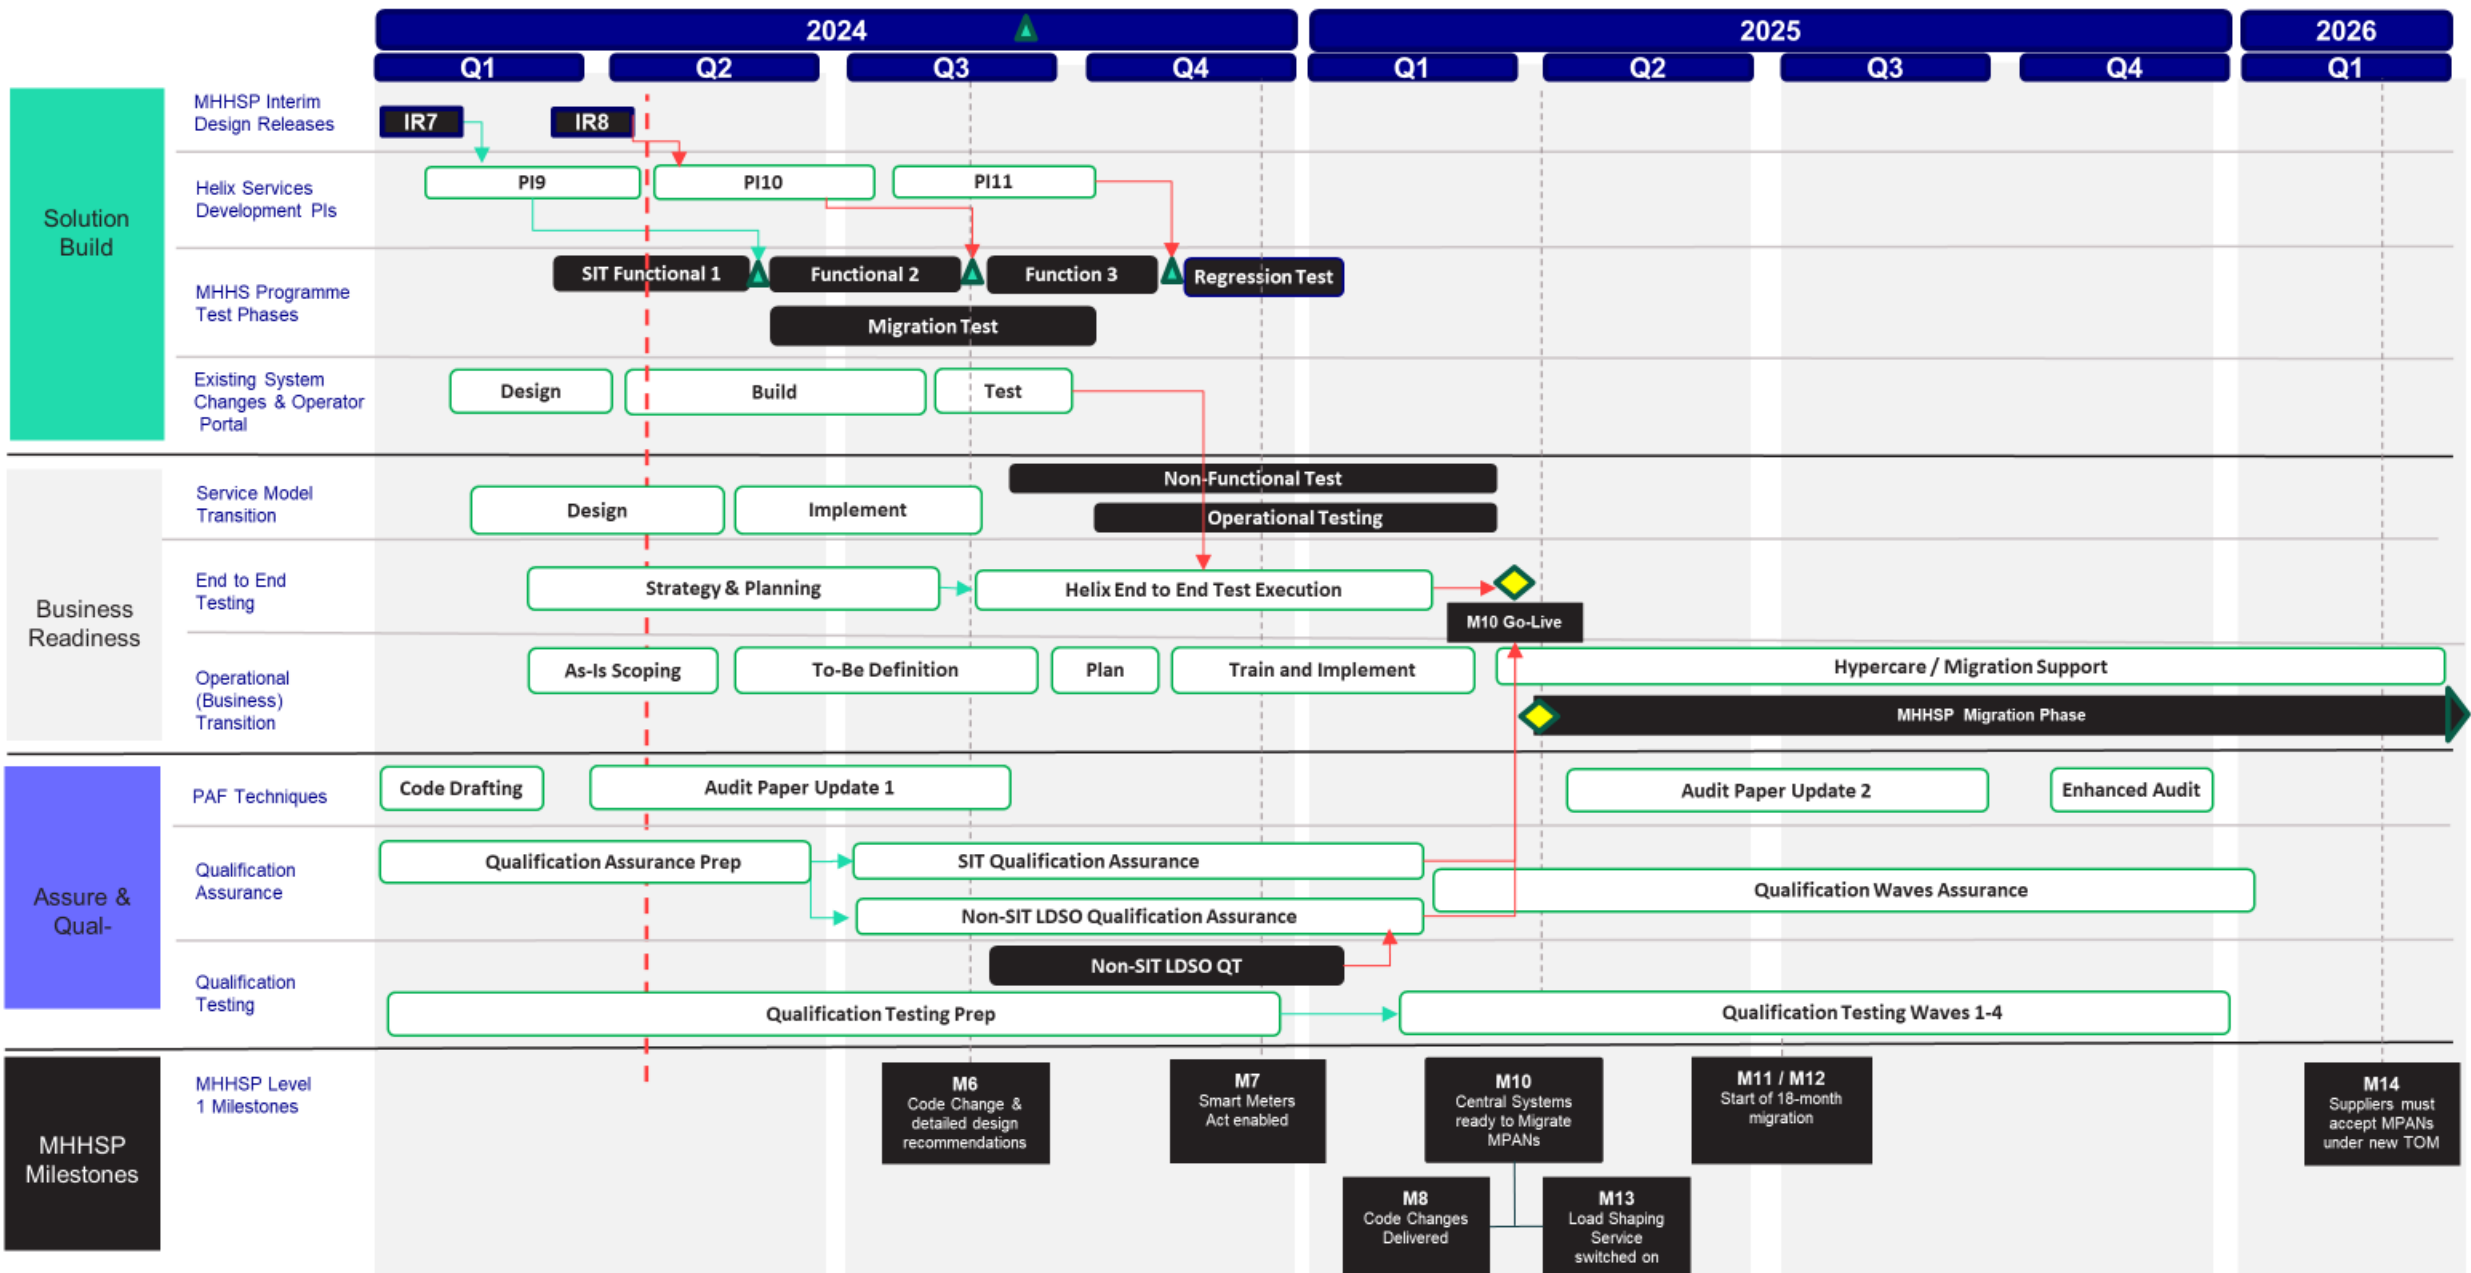 2024
2025
2026
Q1
Q2
Q3
Q4
Q1
Q2
Q3
Q4
Q1
Solution
Build
MHHSP Interim
Design Releases
IR7
IR8
Helix Services
Development PIs
PI9
PI10
PI11
MHHS Programme
Test Phases
SIT Functional 1
Functional 2
Function 3
Regression Test
Migration Test
Existing System
Changes & Operator
Portal
Design
Build
Test
Business
Readiness
Service Model
Transition
Design
Implement
Non-Functional Test
Operational Testing
End to End
Testing
Strategy & Planning
Helix End to End Test Execution
M10 Go-Live
Operational
(Business)
Transition
As-Is Scoping
To-Be Definition
Plan
Train and Implement
Hypercare / Migration Support
MHHSP Migration Phase
Assure &
Qual-
PAF Techniques
Code Drafting
Audit Paper Update 1
Audit Paper Update 2
Enhanced Audit
Qualification
Assurance
Qualification Assurance Prep
SIT Qualification Assurance
Non-SIT LDSO Qualification Assurance
Qualification Waves Assurance
Qualification
Testing
Non-SIT LDSO QT
Qualification Testing Prep
Qualification Testing Waves 1-4
MHHSP
Milestones
MHHSP Level
1 Milestones
M6
Code Change &
detailed design
recommendations
M7
Smart Meters
Act enabled
M10
Central Systems
ready to Migrate
MPANs
M11 / M12
Start of 18-month
migration
M14
Suppliers must
accept MPANs
under new TOM
M8
Code Changes
Delivered
M13
Load Shaping
Service
switched on